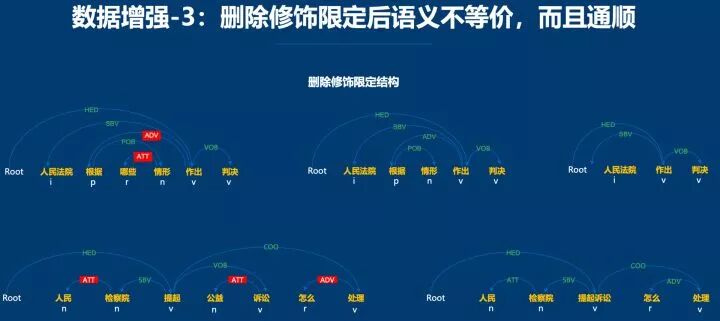 数据增强-3：删除修饰限定后语义不等价，而且通顺
删除修饰限定结构
HED
SBV
ADV
POB
ATT
VOB
Root 人民法院 根据 哪些 情形 作出 判决
i p r n v v
HED
SBV
ADV
POB
VOB
Root 人民法院 根据 情形 作出 判决
i p n v v
HED
SBV
VOB
Root 人民法院 作出 判决
i v v
HED
COO
VOB
ATT
SBV
ATT
ADV
Root 人民 检察院 提起 公益 诉讼 怎么 处理
n n v n v r v
HED
COO
ATT
SBV
ADV
Root 人民 检察院 提起诉讼 怎么 处理
n n v r v